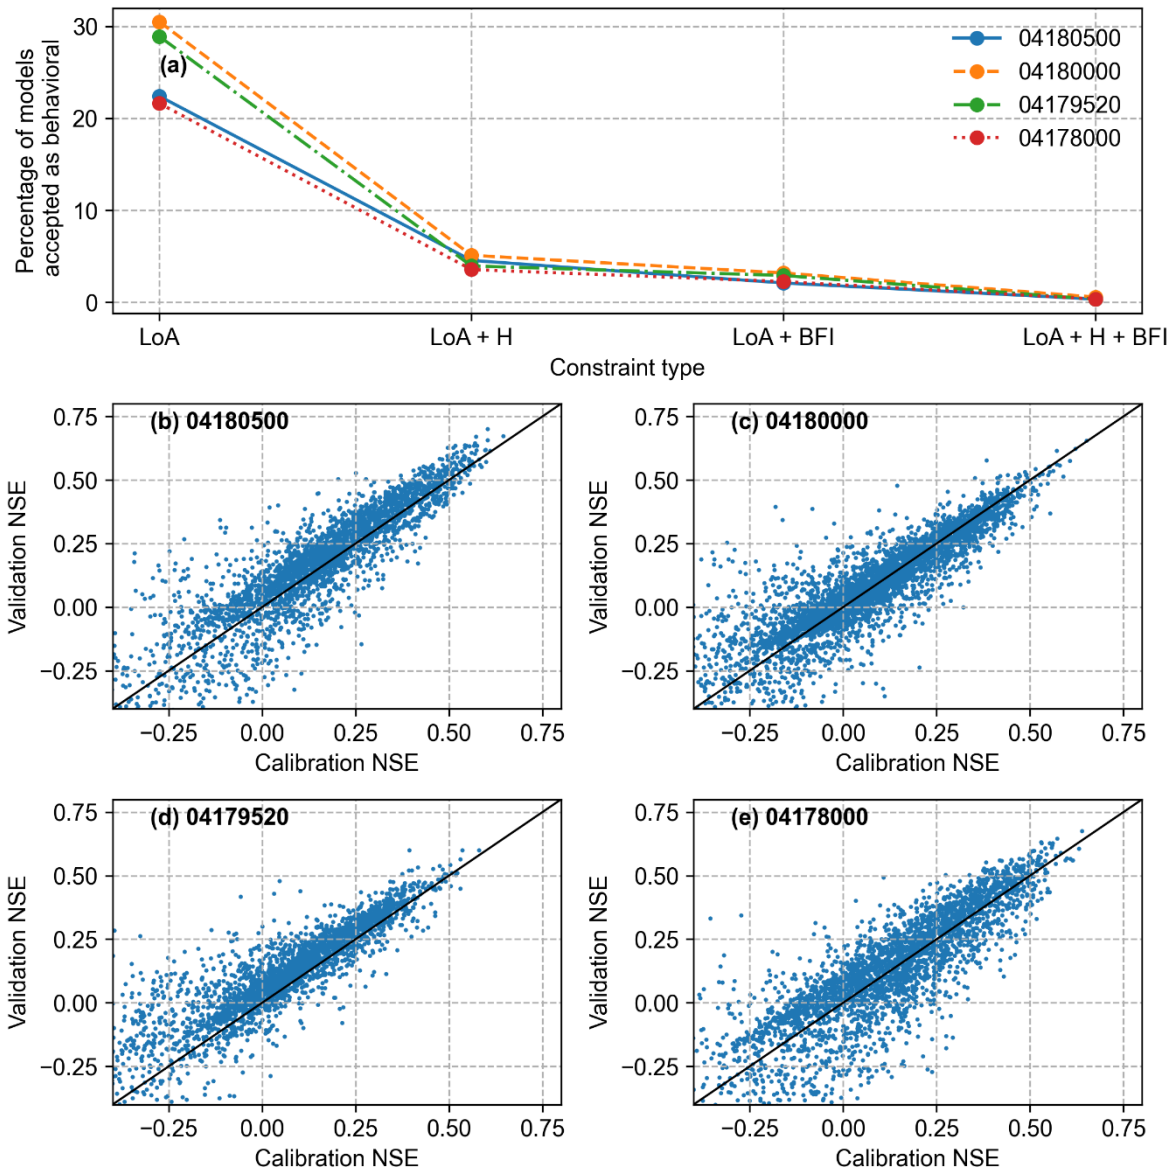 Percentage of models
accepted as behavioral
30
20
10
0
(a)
04180500
04180000
04179520
04178000
LoA
LoA + H
LoA + BFI
LoA + H + BFI
Constraint type
(b) 04180500
Validation NSE
0.75
0.50
0.25
0.00
−0.25
−0.25 0.00 0.25 0.50 0.75
Calibration NSE
(c) 04180000
Validation NSE
0.75
0.50
0.25
0.00
−0.25
−0.25 0.00 0.25 0.50 0.75
Calibration NSE
(d) 04179520
Validation NSE
0.75
0.50
0.25
0.00
−0.25
−0.25 0.00 0.25 0.50 0.75
Calibration NSE
(e) 04178000
Validation NSE
0.75
0.50
0.25
0.00
−0.25
−0.25 0.00 0.25 0.50 0.75
Calibration NSE